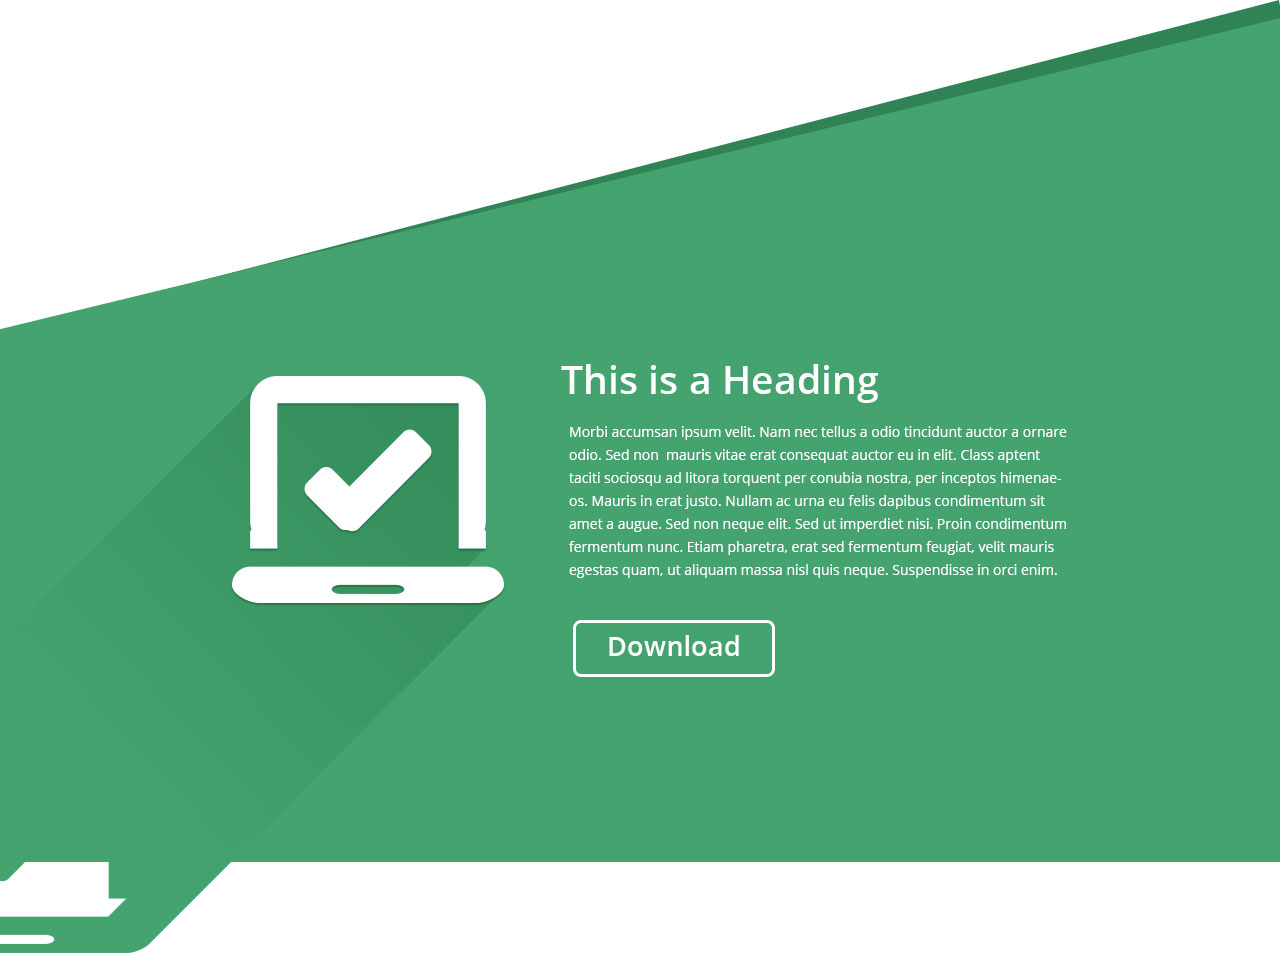 This is a Heading
Morbi accumsan ipsum velit. Nam nec tellus a odio tincidunt auctor a ornare
odio. Sed non  mauris vitae erat consequat auctor eu in elit. Class aptent
taciti sociosqu ad litora torquent per conubia nostra, per inceptos himenae-
os. Mauris in erat justo. Nullam ac urna eu felis dapibus condimentum sit
amet a augue. Sed non neque elit. Sed ut imperdiet nisi. Proin condimentum
fermentum nunc. Etiam pharetra, erat sed fermentum feugiat, velit mauris
egestas quam, ut aliquam massa nisl quis neque. Suspendisse in orci enim.
Download